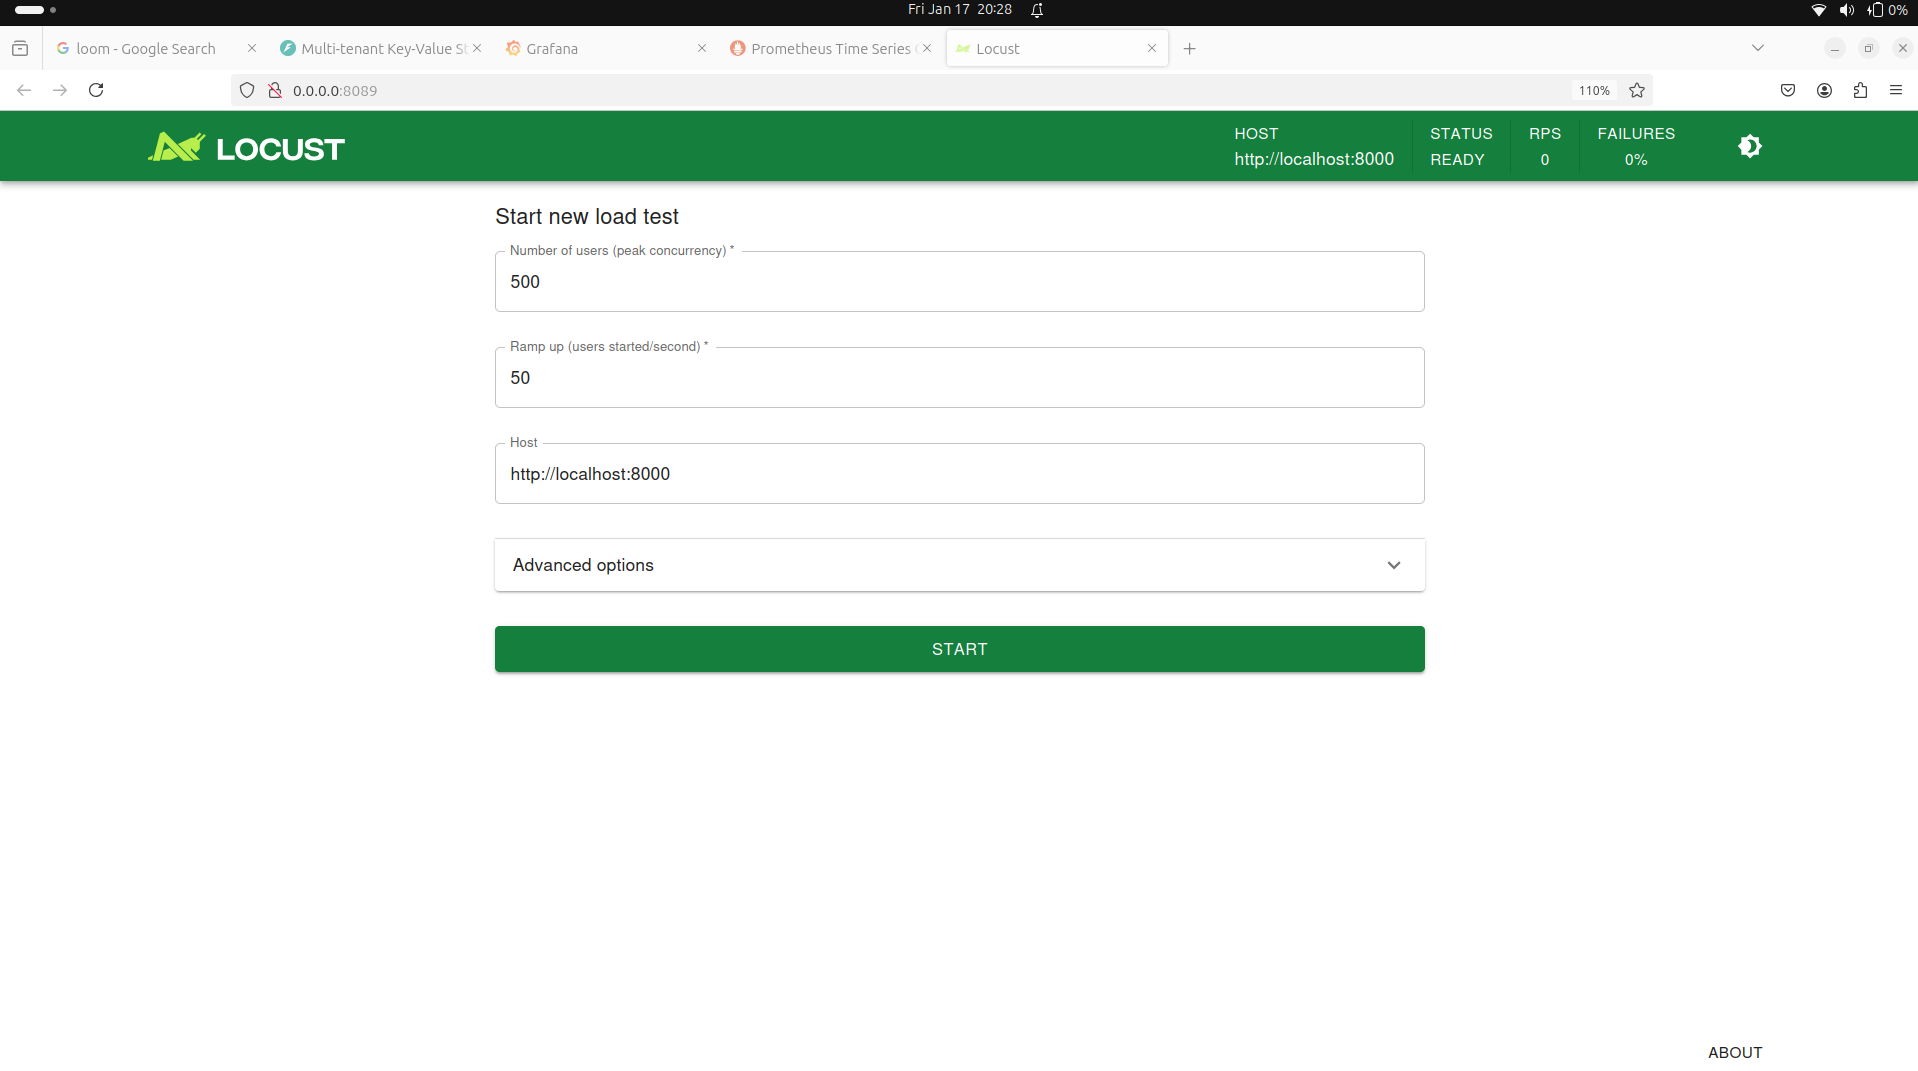 Fri Jan 17 20:28
0%
loom - Google Search
Multi-tenant Key-Value St
Grafana
Prometheus Time Series
Locust
0.0.0.0:8089
110%
LOCUST
HOST
http://localhost:8000
STATUS
READY
RPS
0
FAILURES
0%
Start new load test
Number of users (peak concurrency) *
500
Ramp up (users started/second) *
50
Host
http://localhost:8000
Advanced options
START
ABOUT